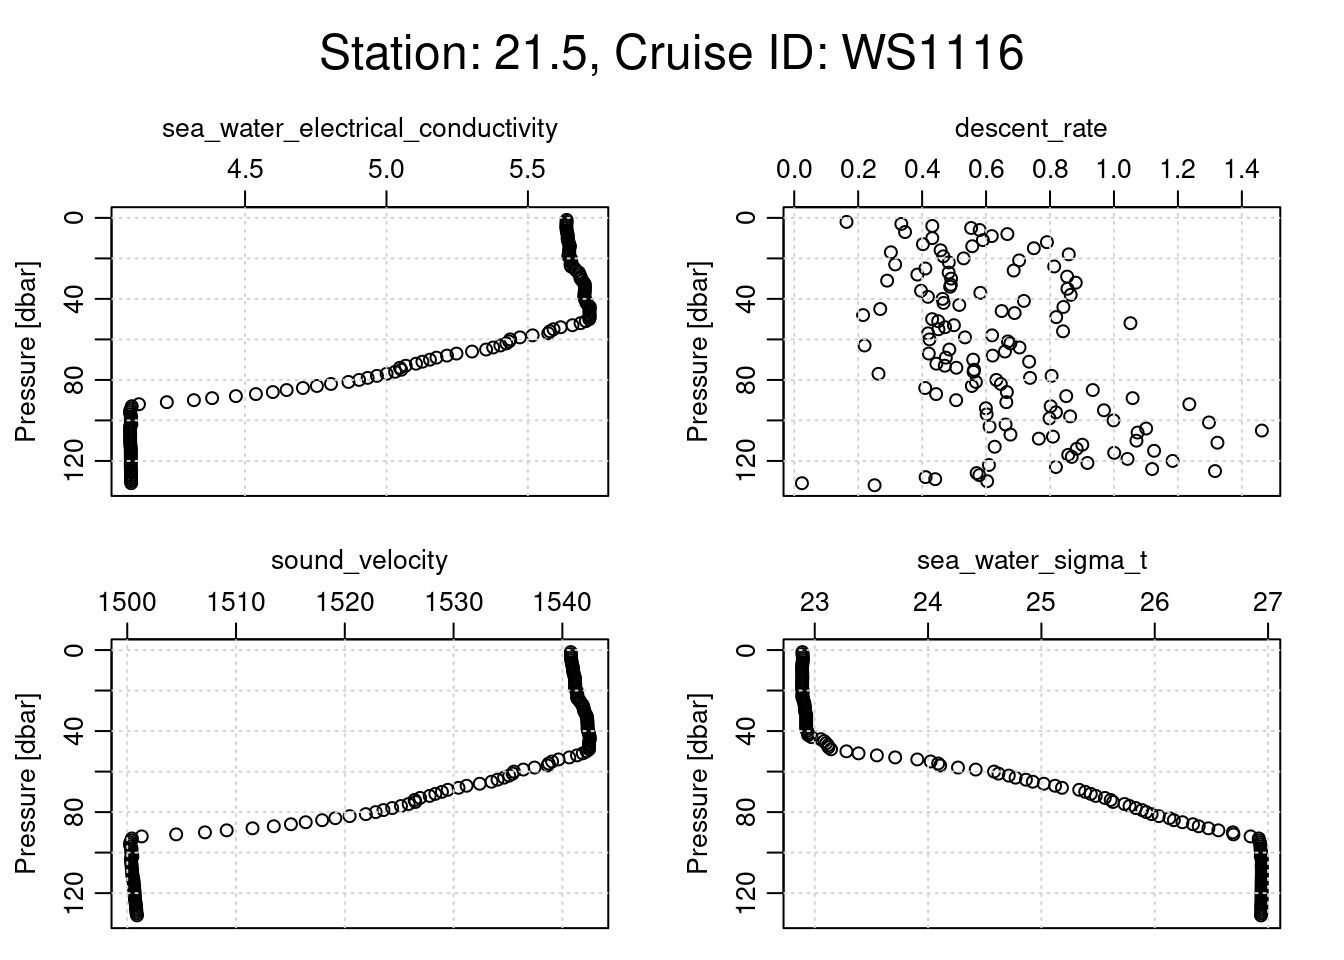 Station: 21.5, Cruise ID: WS1116
sea_water_electrical_conductivity
4.5 5.0 5.5
Pressure [dbar]
0
40
80
120
descent_rate
0.0 0.2 0.4 0.6 0.8 1.0 1.2 1.4
Pressure [dbar]
0
40
80
120
sound_velocity
1500 1510 1520 1530 1540
Pressure [dbar]
0
40
80
120
sea_water_sigma_t
23 24 25 26 27
Pressure [dbar]
0
40
80
120